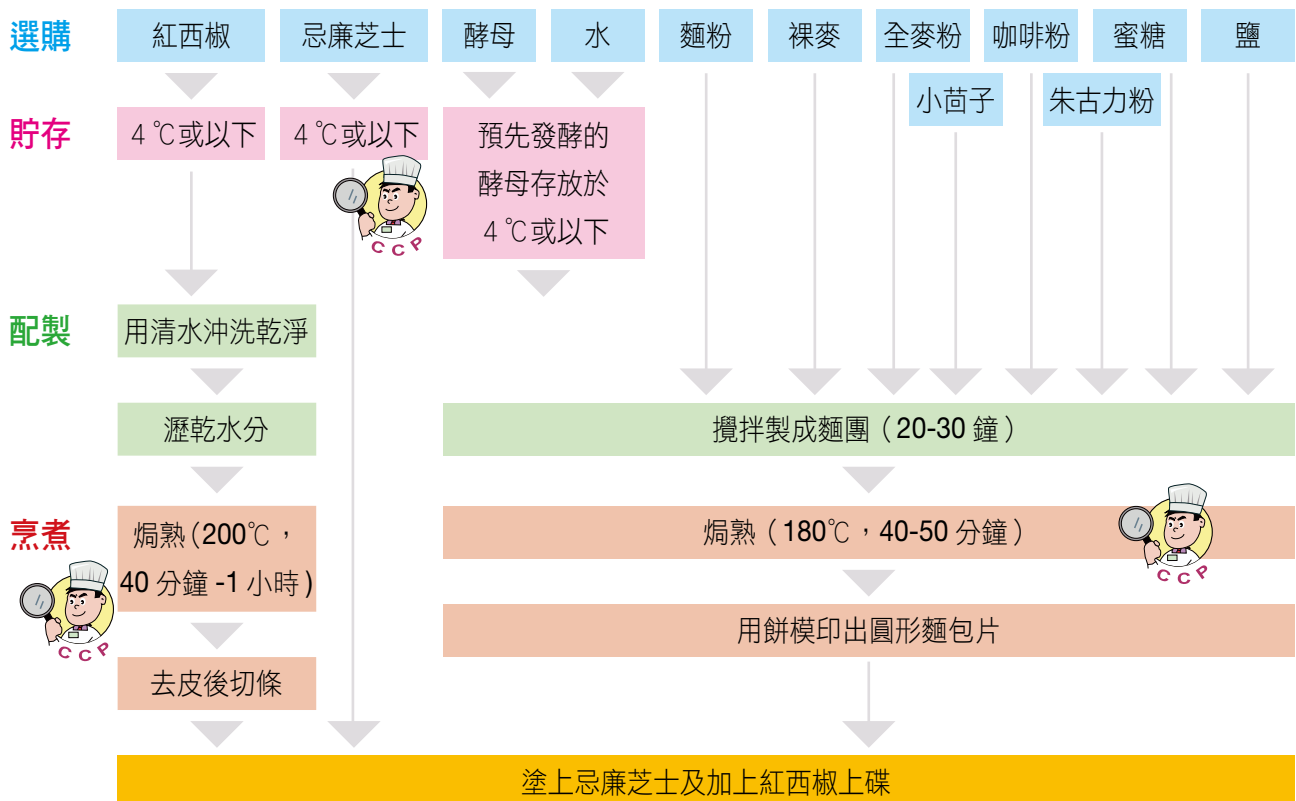 選購
紅西椒
忌廉芝士
酵母
水
麵粉
裸麥
全麥粉
咖啡粉
蜜糖
鹽
小茴子
朱古力粉
貯存
4 ℃或以下
4 ℃或以下
預先發酵的
酵母存放於
4 ℃或以下
CCP
配製
用清水沖洗乾淨
瀝乾水分
攪拌製成麵團（20-30 鐘）
烹煮
焗熟（200℃，
40 分鐘 -1 小時）
CCP
焗熟（180℃，40-50 分鐘）
CCP
用餅模印出圓形麵包片
去皮後切條
塗上忌廉芝士及加上紅西椒上碟